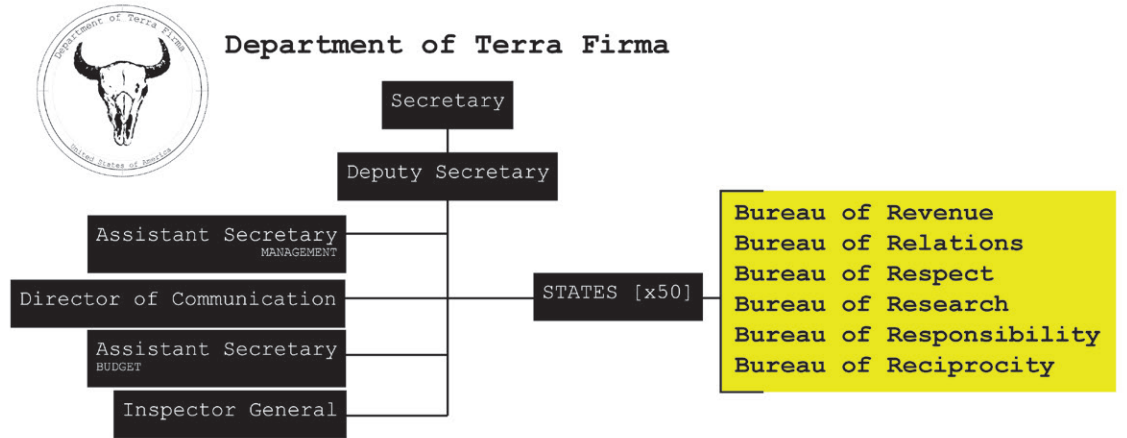 Department of Terra Firma
United States of America
Department of Terra Firma
Secretary
Deputy Secretary
Assistant Secretary
MANAGEMENT
Director of Communication
Assistant Secretary
BUDGET
Inspector General
STATES [x50]
Bureau of Revenue
Bureau of Relations
Bureau of Respect
Bureau of Research
Bureau of Responsibility
Bureau of Reciprocity